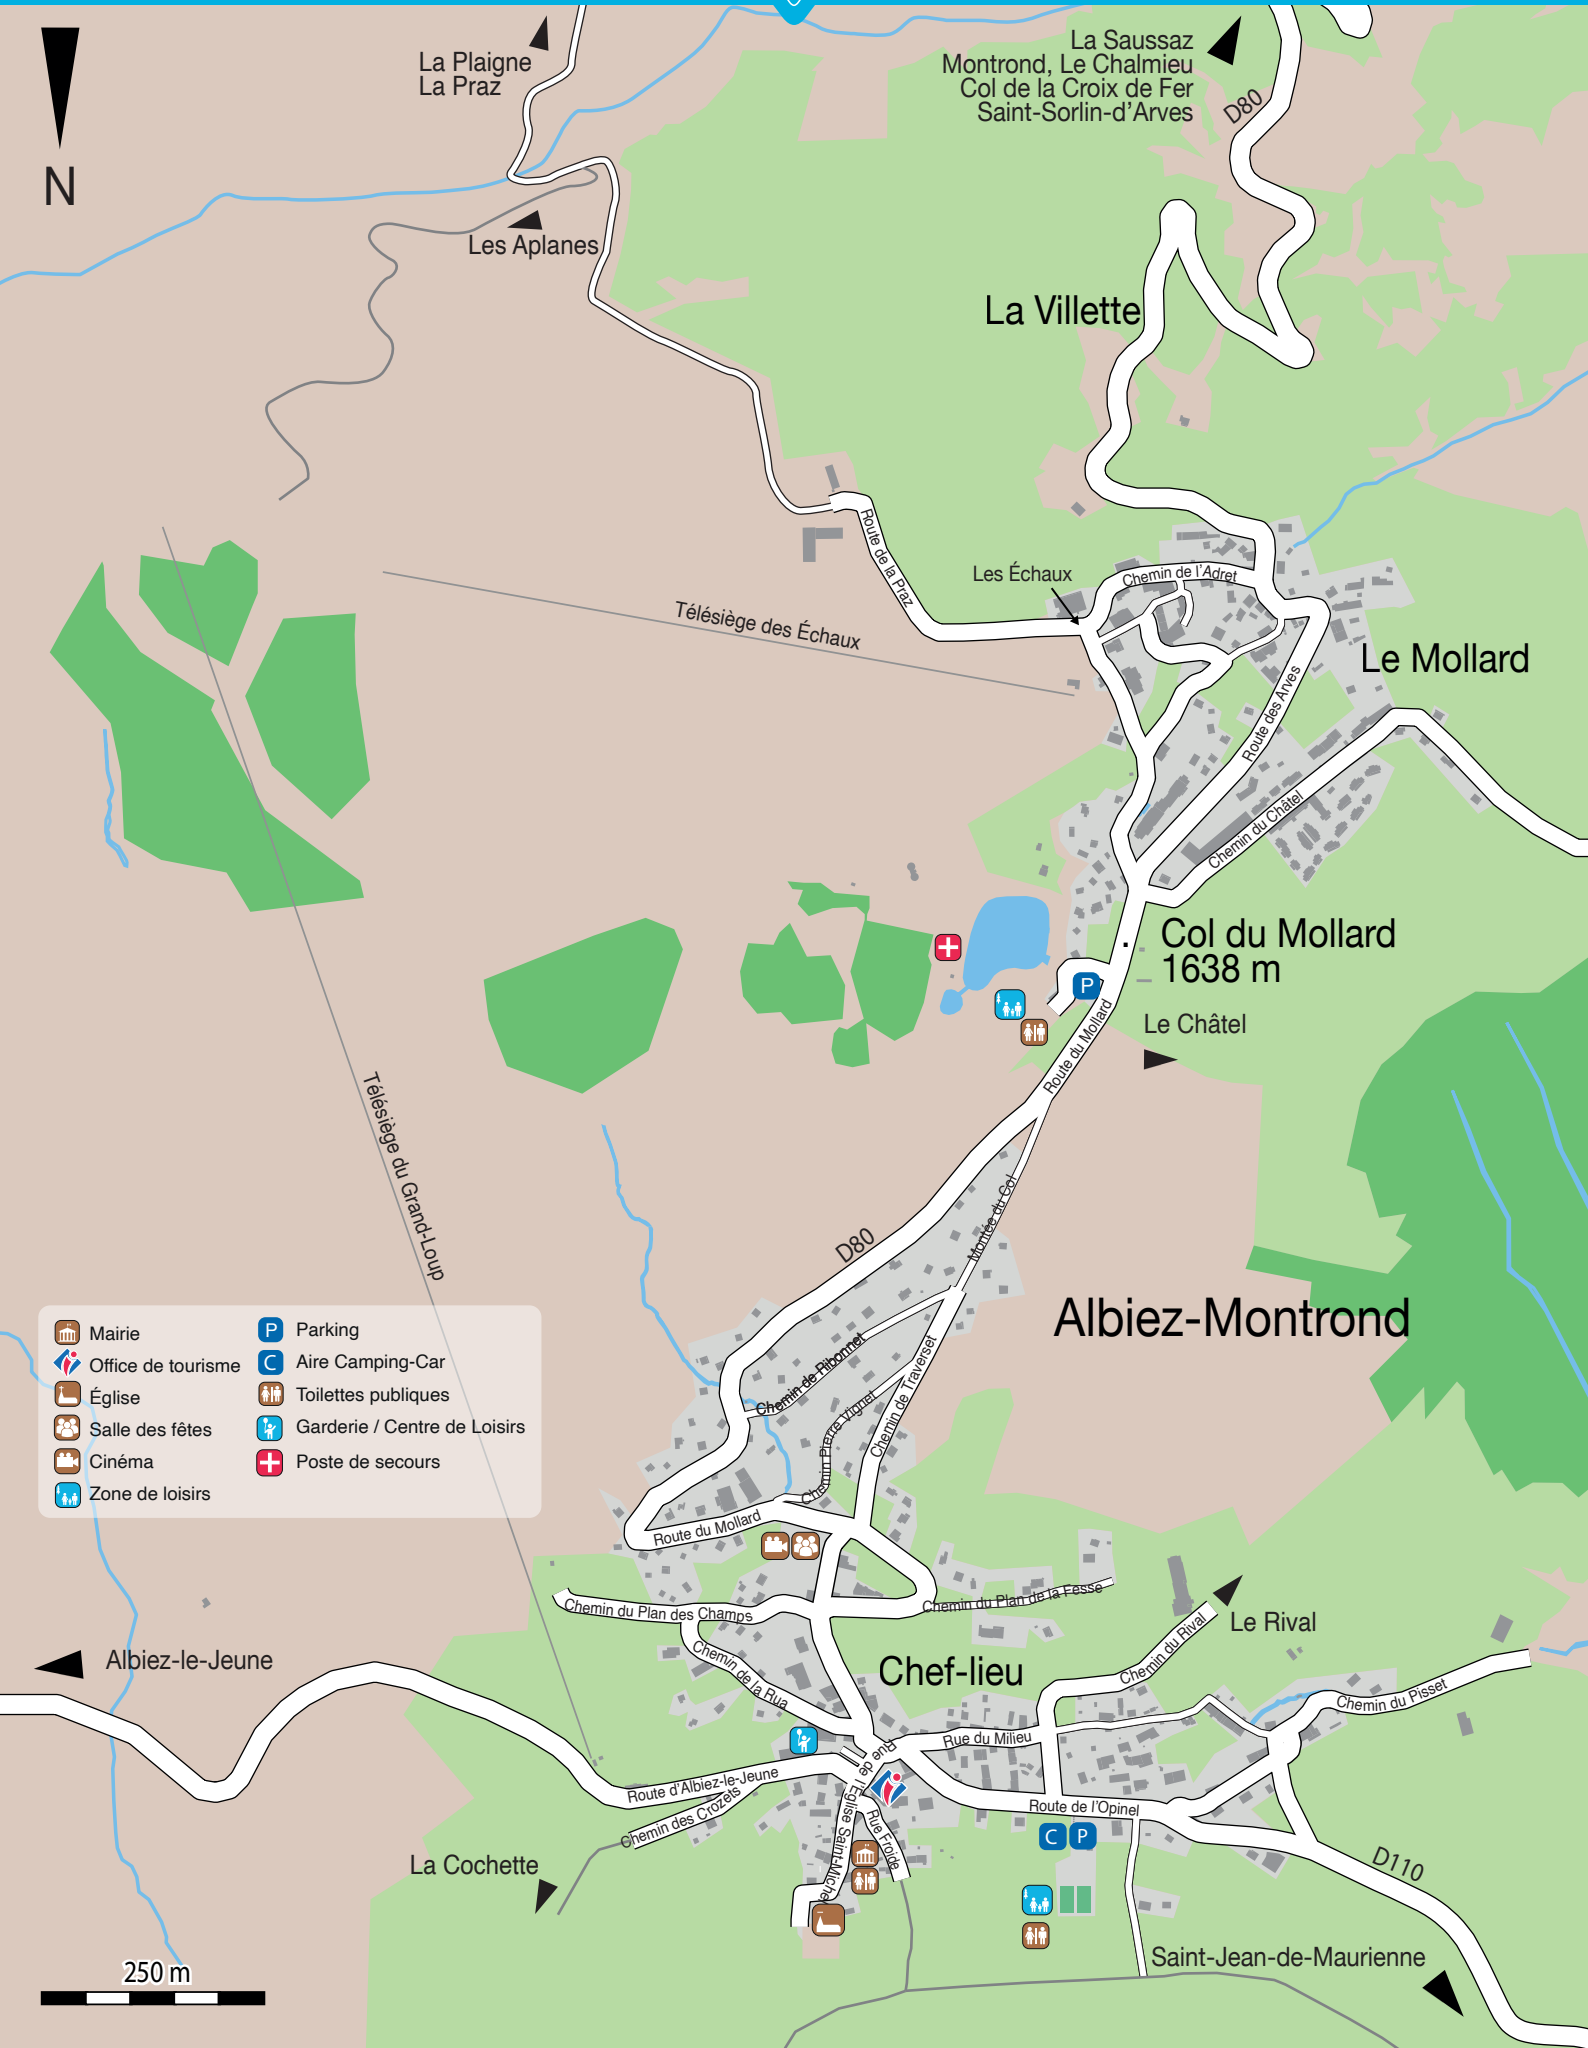 La Plaigne
La Praz
La Saussaz
Montrond, Le Chalmieu
Col de la Croix de Fer
Saint-Sorlin-d'Arves
D80
N
Les Aplanes
La Villette
Route de la Praz
Les Échaux
Chemin de l'Adret
Télésiège des Échaux
Le Mollard
Route des Arves
Chemin du Châtel
Col du Mollard
1638 m
P
Le Châtel
Route du Mollard
Télésiège du Grand-Loup
Montée du Col
D80
Albiez-Montrond
Mairie
Office de tourisme
Église
Salle des fêtes
Cinéma
Zone de loisirs
P Parking
C Aire Camping-Car
Toilettes publiques
Garderie / Centre de Loisirs
Poste de secours
Chemin de Ribonnet
Chemin Pierre Vignet
Chemin de Traverset
Route du Mollard
Chemin du Plan des Champs
Chemin du Plan de la Fesse
Le Rival
Chemin du Rival
Albiez-le-Jeune
Chemin de la Rua
Chef-lieu
Chemin du Pisset
Rue du Milieu
Rue de l'Église Saint-Michel
Route d'Albiez-le-Jeune
Chemin des Crozets
Route de l'Opinel
Rue Froide
C P
La Cochette
D110
Saint-Jean-de-Maurienne
250 m